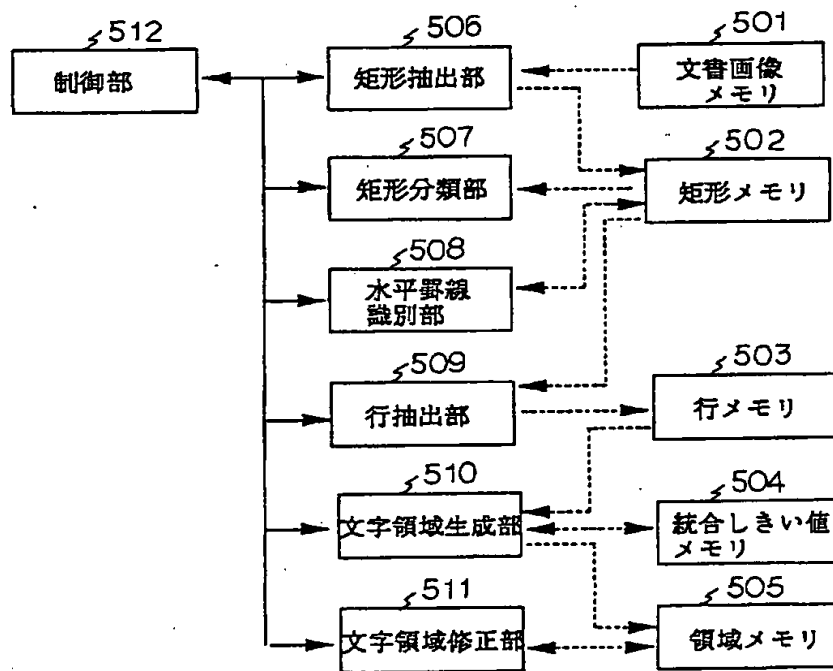 512
制御部
506
矩形抽出部
501
文書画像
メモリ
507
矩形分類部
502
矩形メモリ
508
水平罫線
識別部
509
行抽出部
503
行メモリ
510
文字領域生成部
504
統合しきい値
メモリ
511
文字領域修正部
505
領域メモリ